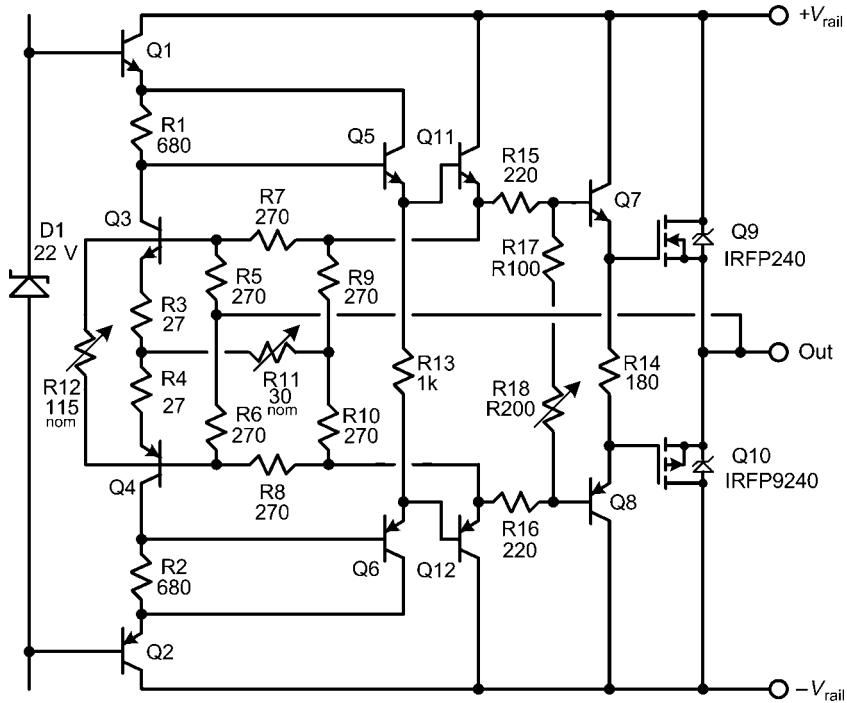 +Vrail
Q1
R1
680
Q5
Q11
R15
220
Q7
D1
22 V
Q3
R7
270
R17
R100
Q9
IRFP240
R5
270
R9
270
R3
27
R12
115
nom
R11
30
nom
R13
1k
R14
180
Out
R4
27
R6
270
R10
270
R18
R200
Q4
R8
270
R16
220
Q8
Q10
IRFP9240
R2
680
Q6
Q12
Q2
–Vrail